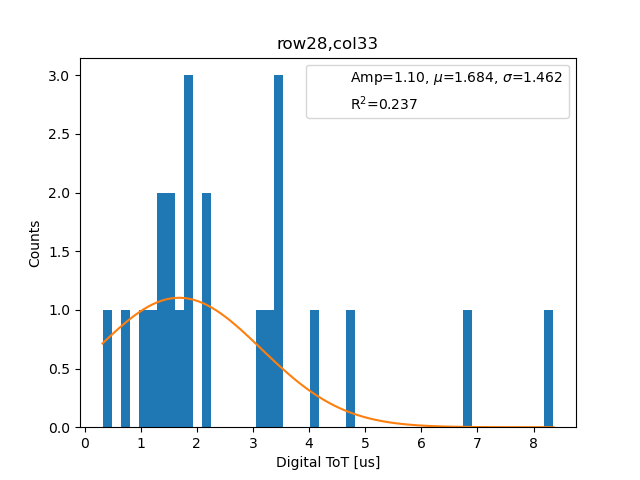 row28,col33
Amp=1.10, μ=1.684, σ=1.462
R²=0.237
3.0
2.5
2.0
1.5
1.0
0.5
0.0
Counts
0 1 2 3 4 5 6 7 8
Digital ToT [us]